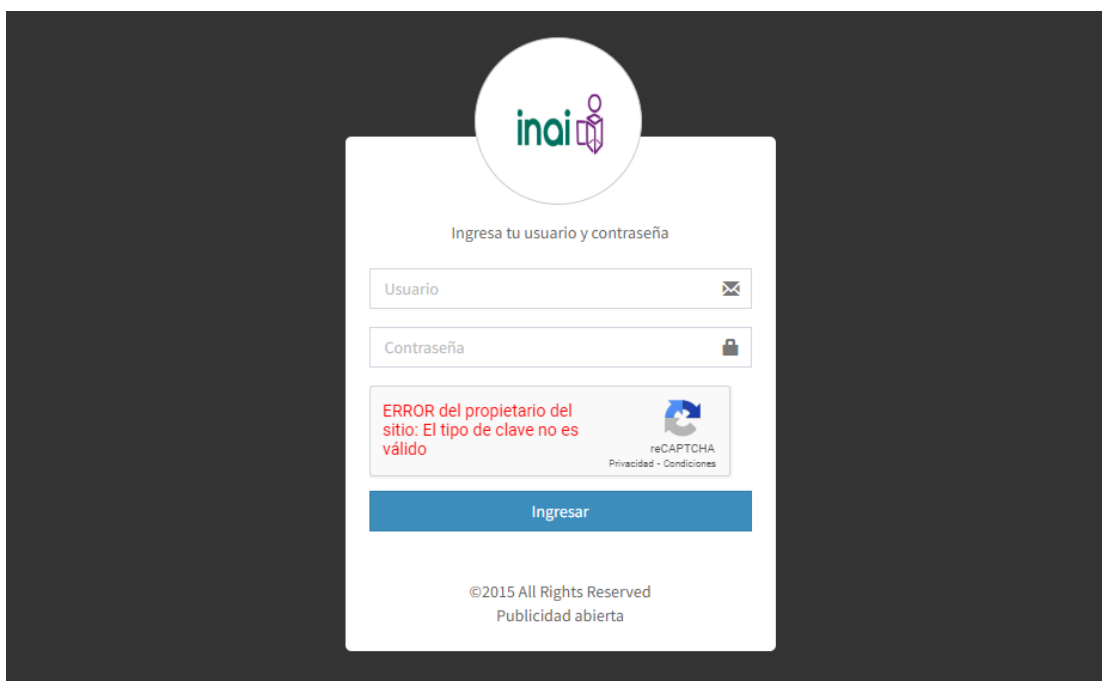 inai
Ingresa tu usuario y contraseña
Usuario
Contraseña
ERROR del propietario del
sitio: El tipo de clave no es
válido
reCAPTCHA
Privacidad - Condiciones
Ingresar
©2015 All Rights Reserved
Publicidad abierta